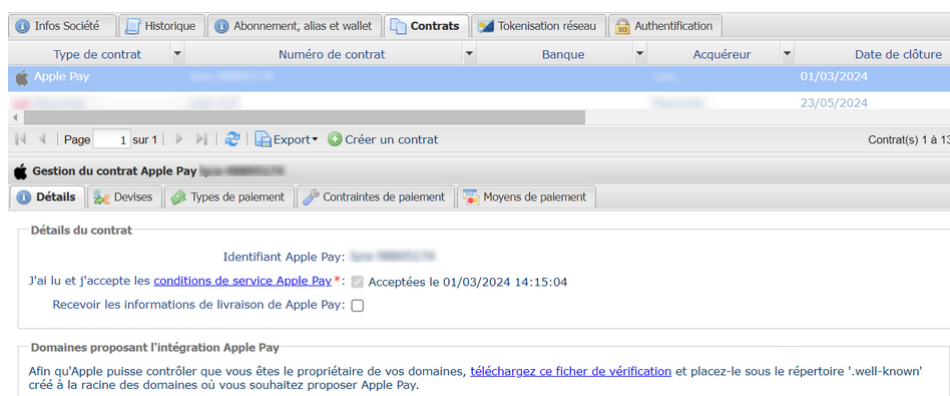 Infos Société Historique Abonnement, alias et wallet Contrats Tokenisation réseau Authentification
Type de contrat Numéro de contrat Banque Acquéreur Date de clôture
Apple Pay 01/03/2024
23/05/2024
Page 1 sur 1 Export Créer un contrat Contrat(s) 1 à 13
Gestion du contrat Apple Pay
Détails Devises Types de paiement Contraintes de paiement Moyens de paiement
Détails du contrat
Identifiant Apple Pay:
J'ai lu et j'accepte les conditions de service Apple Pay*: Acceptées le 01/03/2024 14:15:04
Recevoir les informations de livraison de Apple Pay:
Domaines proposant l'intégration Apple Pay
Afin qu'Apple puisse contrôler que vous êtes le propriétaire de vos domaines, téléchargez ce ficher de vérification et placez-le sous le répertoire '.well-known'
créé à la racine des domaines où vous souhaitez proposer Apple Pay.